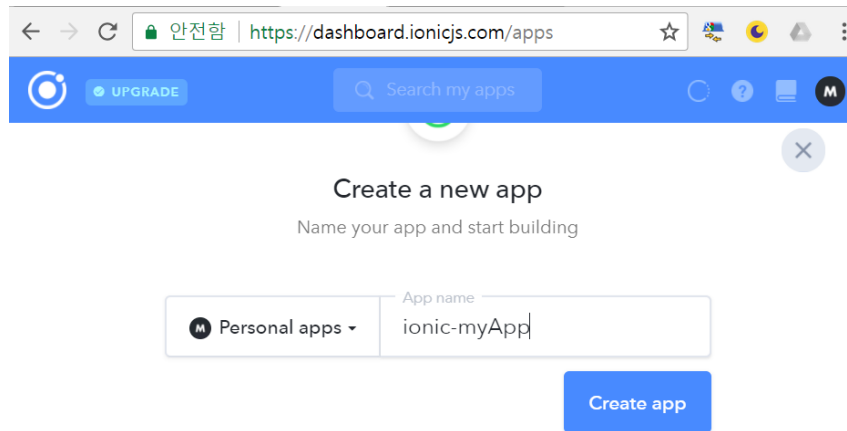 안전함 https://dashboard.ionicjs.com/apps
UPGRADE Search my apps ? M
Create a new app
Name your app and start building
App name
M Personal apps ionic-myApp
Create app